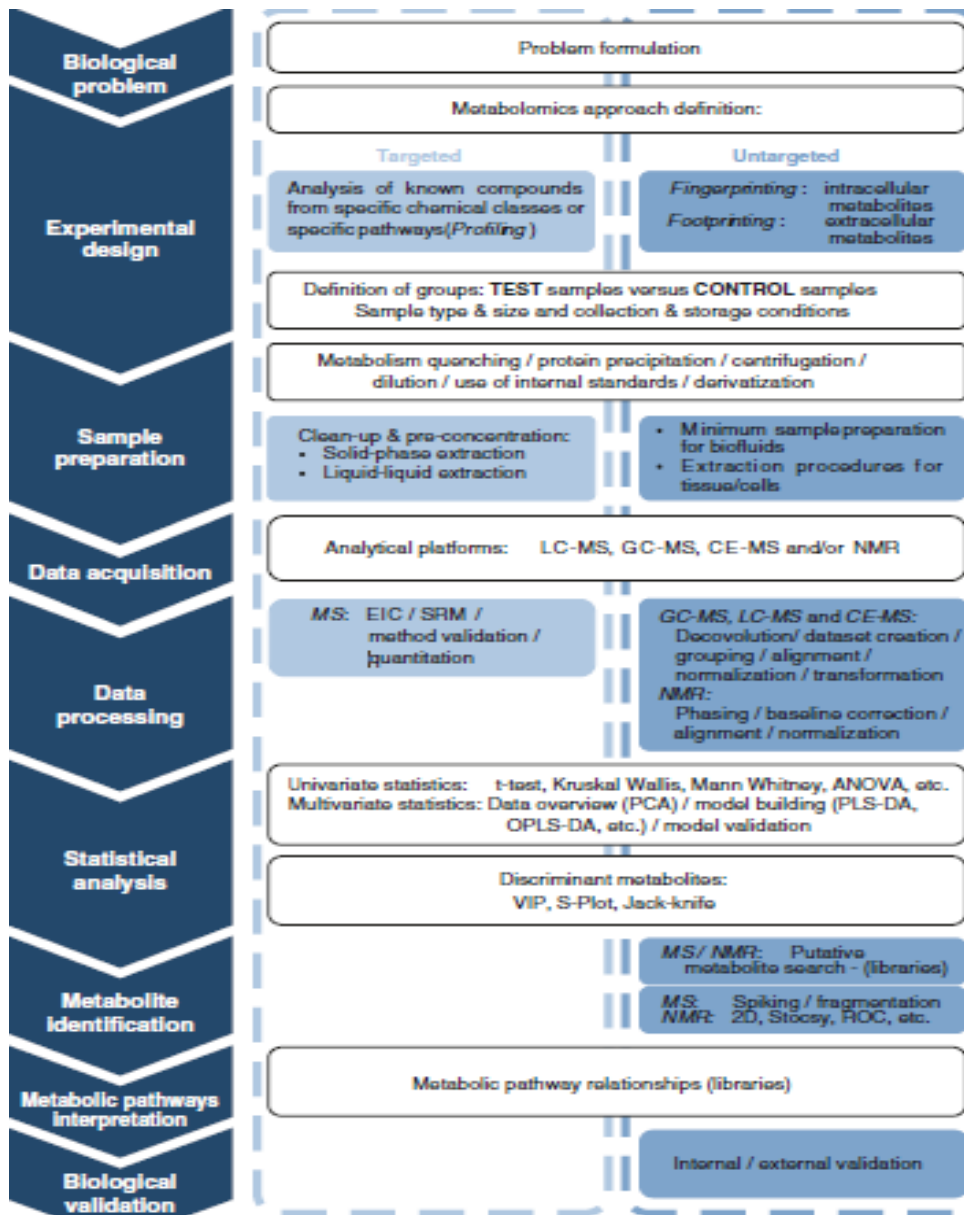 Biological
problem
Problem formulation
Experimental
design
Metabolomics approach definition:
Targeted
Untargeted
Analysis of known compounds
from specific chemical classes or
specific pathways(Profiling )
Fingerprinting : intracellular
metabolites
Footprinting : extracellular
metabolites
Definition of groups: TEST samples versus CONTROL samples
Sample type & size and collection & storage conditions
Sample
preparation
Metabolism quenching / protein precipitation / centrifugation /
dilution / use of internal standards / derivatization
Clean-up & pre-concentration:
• Solid-phase extraction
• Liquid-liquid extraction
• Minimum sample preparation
for biofluids
• Extraction procedures for
tissue/cells
Data acquisition
Analytical platforms: LC-MS, GC-MS, CE-MS and/or NMR
Data
processing
MS: EIC / SRM /
method validation /
quantitation
GC-MS, LC-MS and CE-MS:
Decovolution/ dataset creation /
grouping / alignment /
normalization / transformation
NMR:
Phasing / baseline correction /
alignment / normalization
Statistical
analysis
Univariate statistics: t-test, Kruskal Wallis, Mann Whitney, ANOVA, etc.
Multivariate statistics: Data overview (PCA) / model building (PLS-DA,
OPLS-DA, etc.) / model validation
Discriminant metabolites:
VIP, S-Plot, Jack-knife
Metabolite
identification
MS/ NMR: Putative
metabolite search - (libraries)
MS: Spiking / fragmentation
NMR: 2D, Stocsy, ROC, etc.
Metabolic pathways
interpretation
Metabolic pathway relationships (libraries)
Biological
validation
Internal / external validation